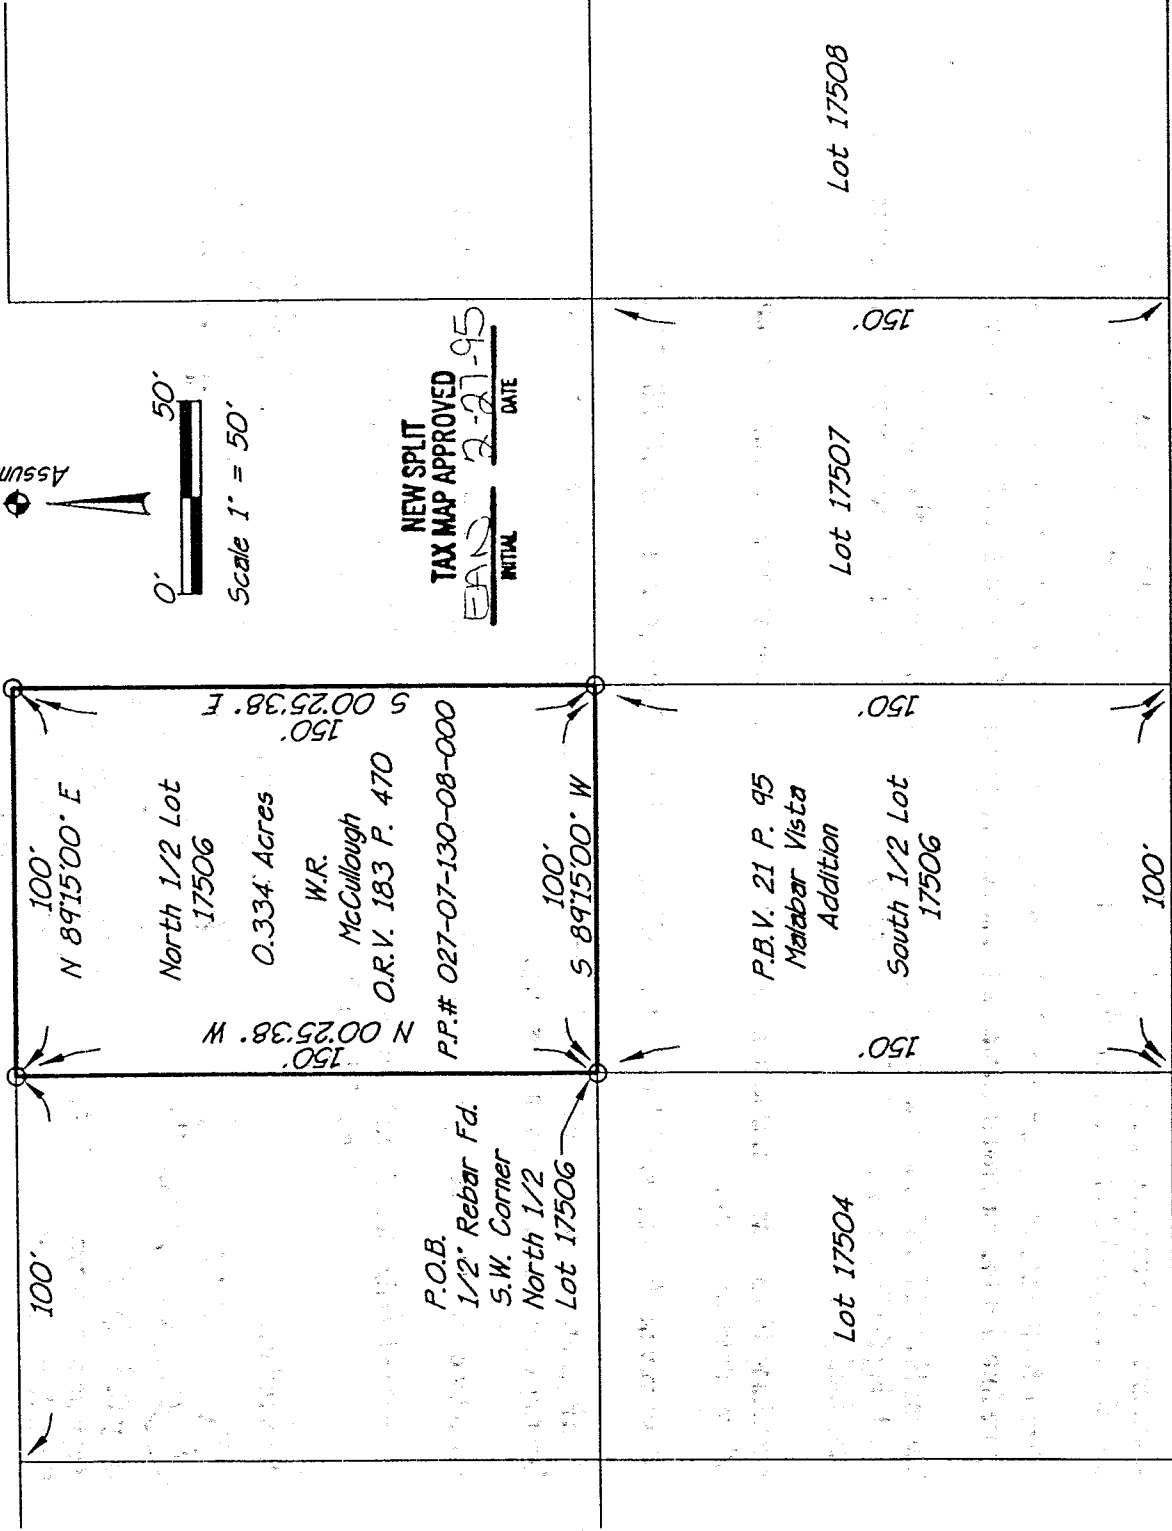 Assum
0' 50'
Scale 1" = 50'
NEW SPLIT
TAX MAP APPROVED
EAN 2-27-95
INITIAL DATE
100'
100'
N 89°15'00" E
North 1/2 Lot
17506
0.334 Acres
W.R.
McCullough
O.R.V. 183 P. 470
P.P.# 027-07-130-08-000
N 00°25'38" W
150'
S 00°25'38" E
150'
100'
S 89°15'00" W
P.O.B.
1/2" Rebar Fd.
S.W. Corner
North 1/2
Lot 17506
Lot 17504
150'
P.B.V. 21 P. 95
Malabar Vista
Addition
South 1/2 Lot
17506
100'
150'
Lot 17507
150'
Lot 17508